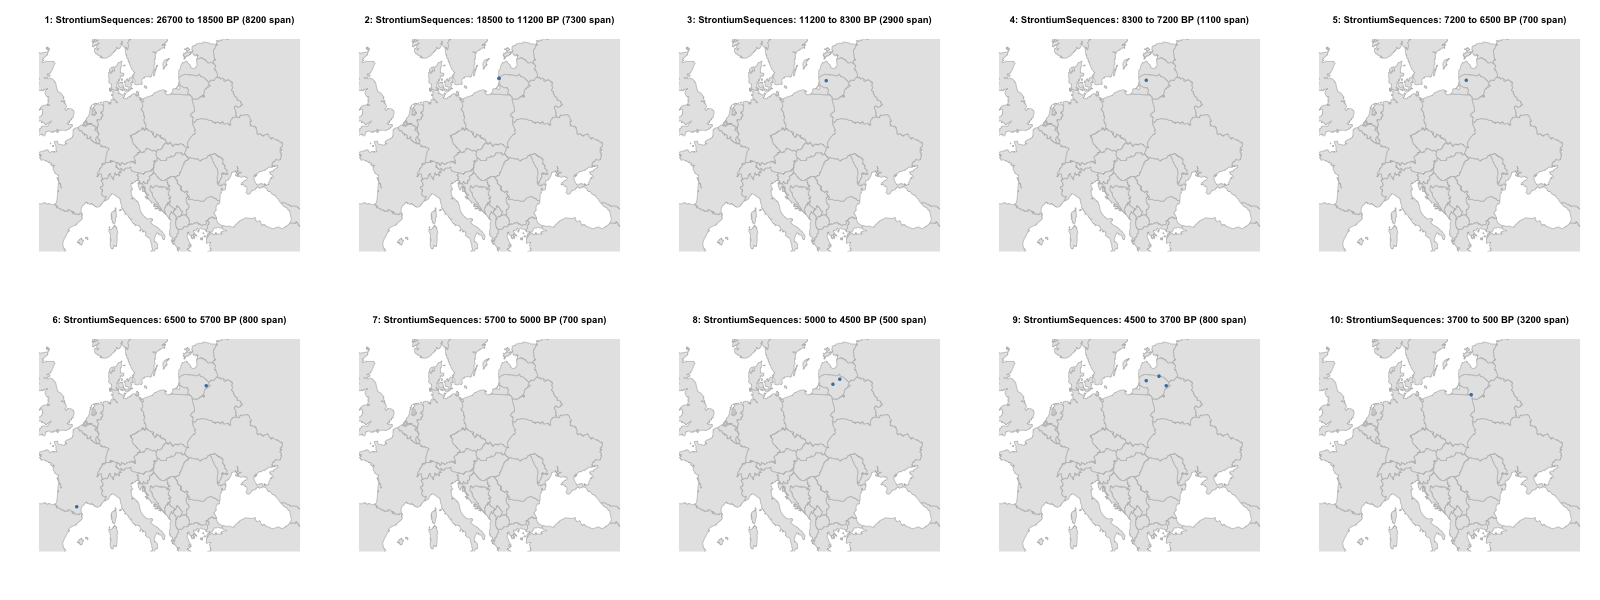 1: StrontiumSequences: 26700 to 18500 BP (8200 span)
2: StrontiumSequences: 18500 to 11200 BP (7300 span)
3: StrontiumSequences: 11200 to 8300 BP (2900 span)
4: StrontiumSequences: 8300 to 7200 BP (1100 span)
5: StrontiumSequences: 7200 to 6500 BP (700 span)
6: StrontiumSequences: 6500 to 5700 BP (800 span)
7: StrontiumSequences: 5700 to 5000 BP (700 span)
8: StrontiumSequences: 5000 to 4500 BP (500 span)
9: StrontiumSequences: 4500 to 3700 BP (800 span)
10: StrontiumSequences: 3700 to 500 BP (3200 span)